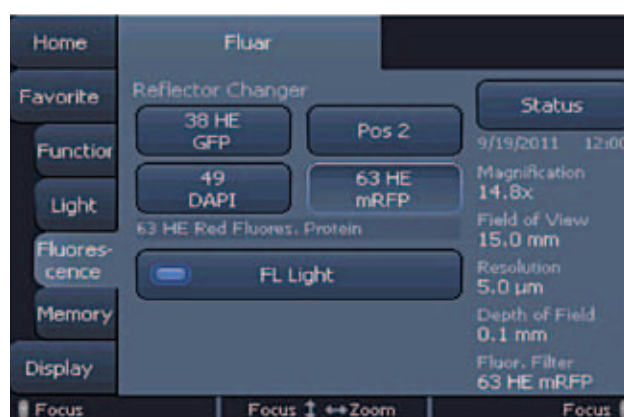 Home
Fluar
Favorite
Reflector Changer
38 HE
GFP
Pos 2
Status
9/19/2011 12:00
Function
49
DAPI
63 HE
mRFP
Magnification
14.8x
Light
63 HE Red Fluores. Protein
Field of View
15.0 mm
Fluores-
cence
FL Light
Resolution
5.0 µm
Memory
Depth of Field
0.1 mm
Display
Fluor. Filter
63 HE mRFP
Focus
Focus ↕ ↔ Zoom
Focus